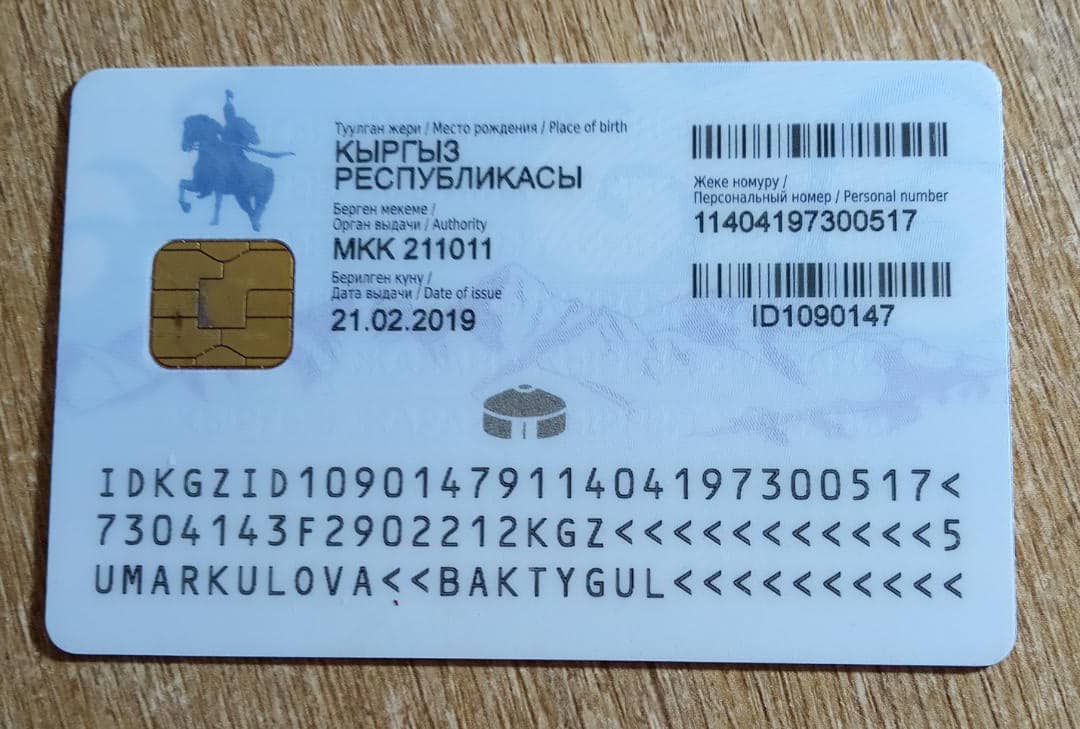 Туулган жери / Место рождения / Place of birth
КЫРГЫЗ
РЕСПУБЛИКАСЫ
Берген мекеме /
Орган выдачи / Authority
МКК 211011
Берилген куну /
Дата выдачи / Date of issue
21.02.2019
Жеке номуру /
Персональный номер / Personal number
11404197300517
ID1090147
IDKGZID1090147911404197300517<
7304143F2902212KGZ<<<<<<<<<<<5
UMARKULOVA<<BAKTYGUL<<<<<<<<<<